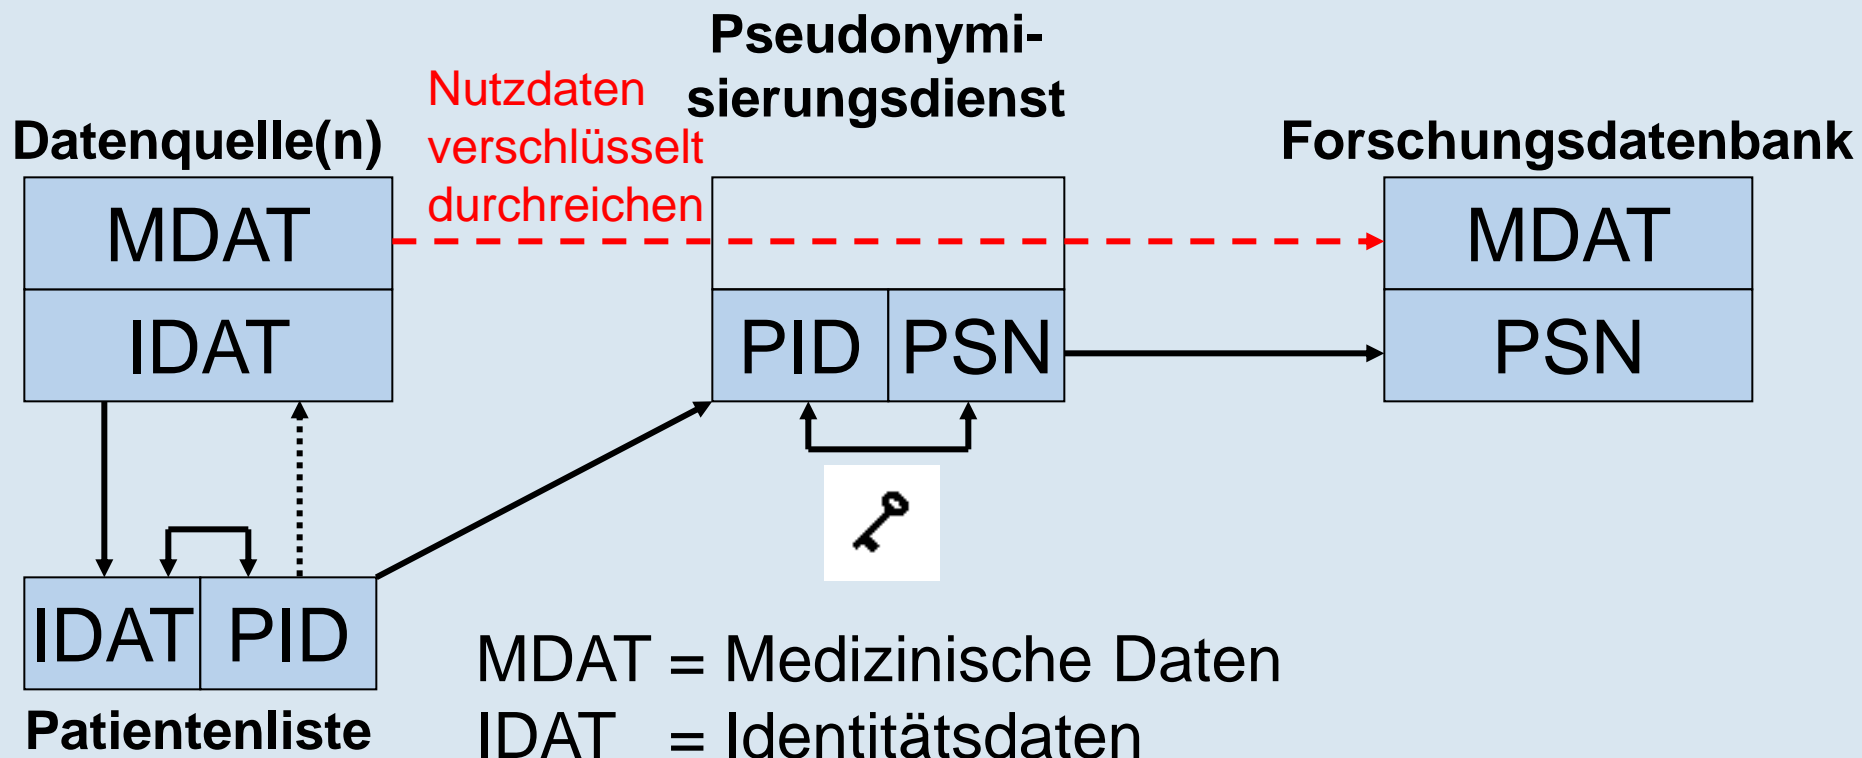 Pseudonymi-
sierungsdienst
Nutzdaten
verschlüsselt
durchreichen
Datenquelle(n)
Forschungsdatenbank
MDAT
MDAT
IDAT
PID PSN
PSN
IDAT PID
Patientenliste
MDAT = Medizinische Daten
IDAT = Identitätsdaten